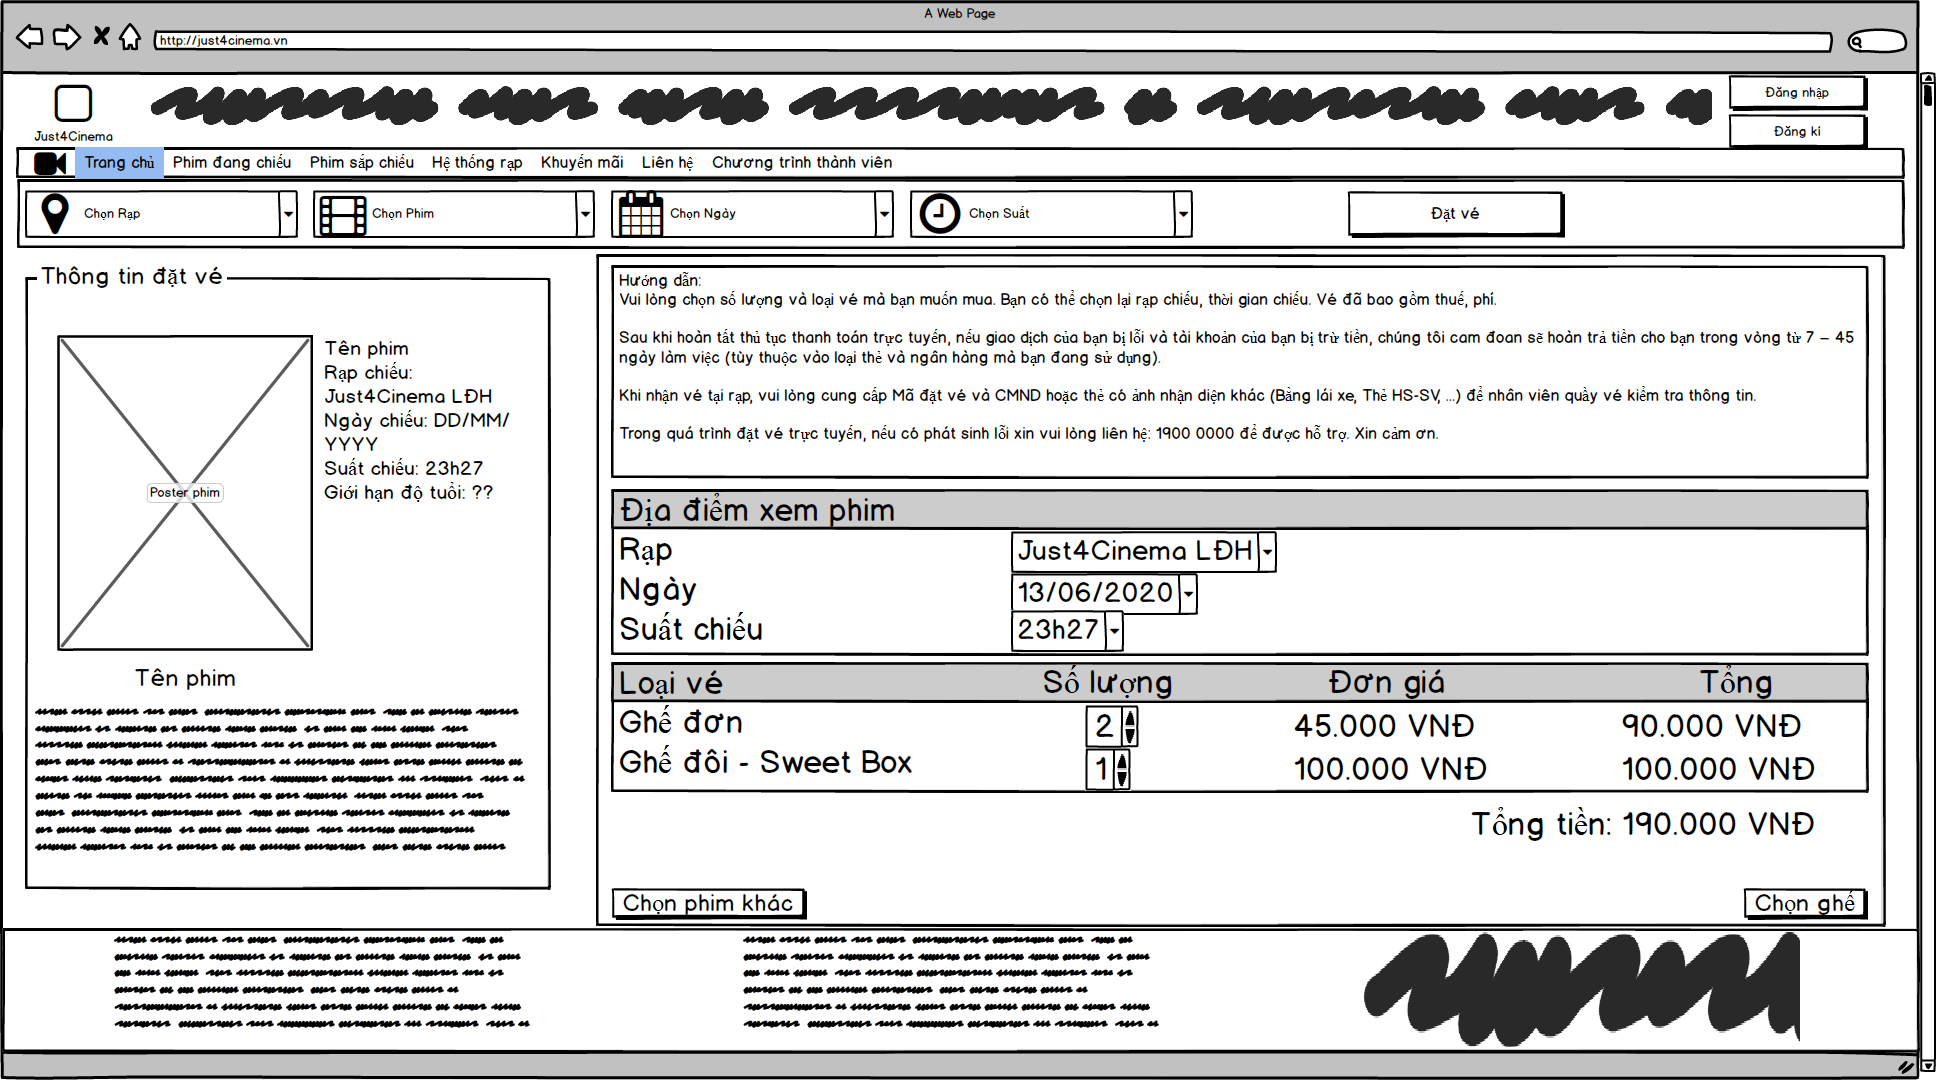 A Web Page
http://just4cinema.vn
Just4Cinema
Đăng nhập
Đăng kí
Trang chủ Phim đang chiếu Phim sắp chiếu Hệ thống rạp Khuyến mãi Liên hệ Chương trình thành viên
Chọn Rạp Chọn Phim Chọn Ngày Chọn Suất Đặt vé
Thông tin đặt vé
Poster phim
Tên phim
Rạp chiếu:
Just4Cinema LĐH
Ngày chiếu: DD/MM/
YYYY
Suất chiếu: 23h27
Giới hạn độ tuổi: ??
Tên phim
Hướng dẫn:
Vui lòng chọn số lượng và loại vé mà bạn muốn mua. Bạn có thể chọn lại rạp chiếu, thời gian chiếu. Vé đã bao gồm thuế, phí.
Sau khi hoàn tất thủ tục thanh toán trực tuyến, nếu giao dịch của bạn bị lỗi và tài khoản của bạn bị trừ tiền, chúng tôi cam đoan sẽ hoàn trả tiền cho bạn trong vòng từ 7 – 45
ngày làm việc (tùy thuộc vào loại thẻ và ngân hàng mà bạn đang sử dụng).
Khi nhận vé tại rạp, vui lòng cung cấp Mã đặt vé và CMND hoặc thẻ có ảnh nhận diện khác (Bằng lái xe, Thẻ HS-SV, ...) để nhân viên quầy vé kiểm tra thông tin.
Trong quá trình đặt vé trực tuyến, nếu có phát sinh lỗi xin vui lòng liên hệ: 1900 0000 để được hỗ trợ. Xin cảm ơn.
Địa điểm xem phim
Rạp Just4Cinema LĐH
Ngày 13/06/2020
Suất chiếu 23h27
Loại vé Số lượng Đơn giá Tổng
Ghế đơn 2 45.000 VNĐ 90.000 VNĐ
Ghế đôi - Sweet Box 1 100.000 VNĐ 100.000 VNĐ
Tổng tiền: 190.000 VNĐ
Chọn phim khác Chọn ghế